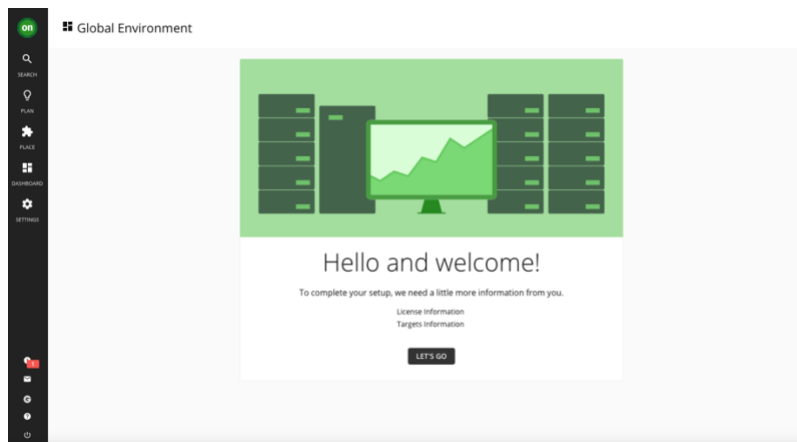 on
Global Environment
SEARCH
PLAN
PLACE
DASHBOARD
SETTINGS
Hello and welcome!
To complete your setup, we need a little more information from you.
License Information
Targets Information
LET'S GO
1